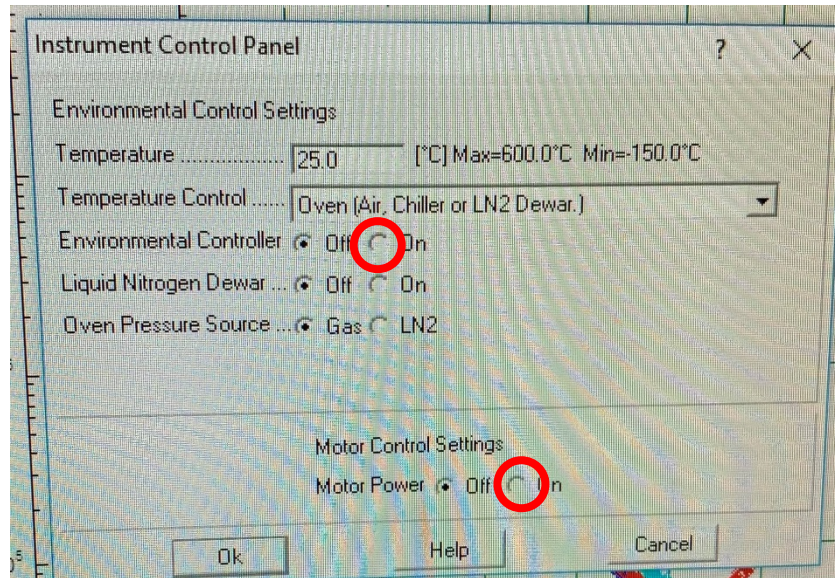 Instrument Control Panel ? X
Environmental Control Settings
Temperature .................. 25.0 [°C] Max=600.0°C Min=-150.0°C
Temperature Control ...... Oven (Air, Chiller or LN2 Dewar.)
Environmental Controller Off On
Liquid Nitrogen Dewar ... Off On
Oven Pressure Source ... Gas LN2
Motor Control Settings
Motor Power Off On
Ok Help Cancel